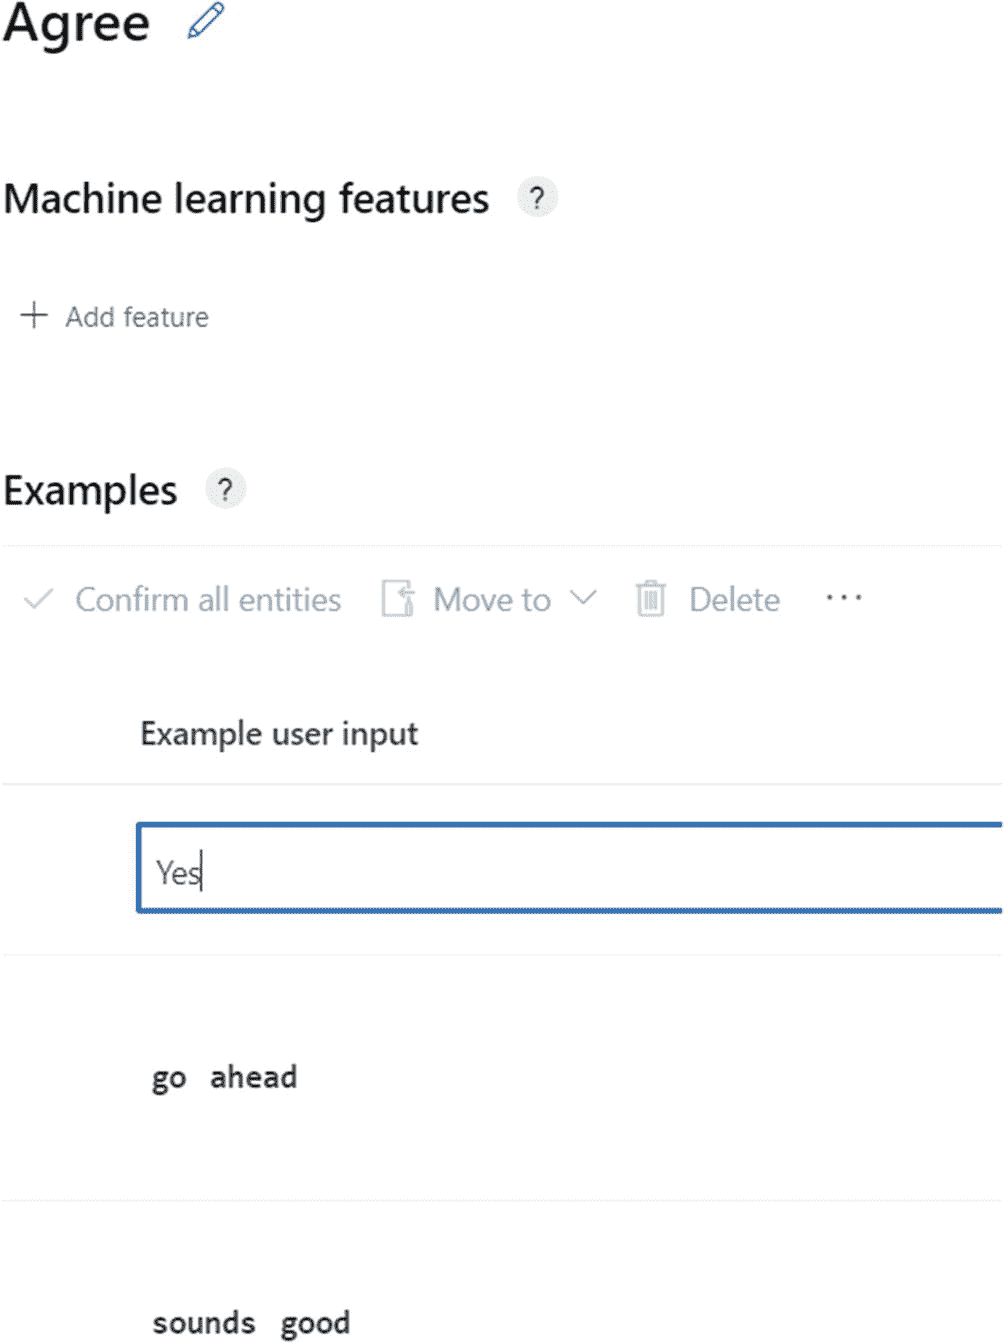 Agree
Machine learning features ?
+ Add feature
Examples ?
Confirm all entities Move to Delete ...
Example user input
Yes
go ahead
sounds good